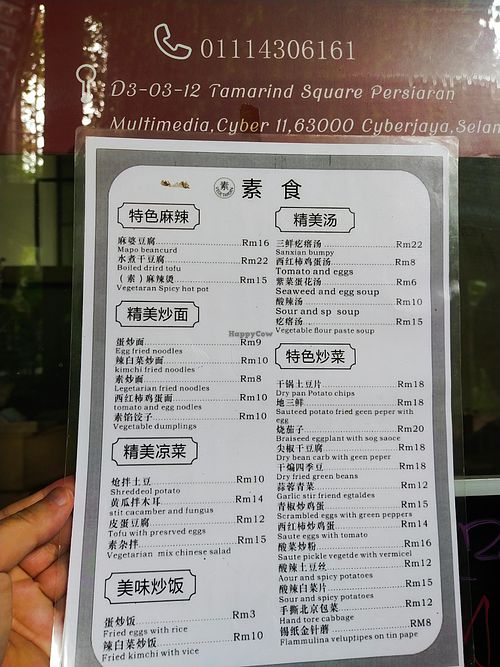 01114306161
D3-03-12 Tamarind Square Persiaran
Multimedia,Cyber 11,63000 Cyberjaya,Selan
素 素 食
特色麻辣
麻婆豆腐 Rm16
Mapo beancurd
水煮干豆腐 Rm22
Boiled drird tofu
（素）麻辣烫 Rm15
Vegetaran Spicy hot pot
精美炒面
蛋炒面 Rm9
Egg fried noodles
辣白菜炒面 Rm10
kimchi fried noodles
素炒面 Rm8
Legetarian fried noodles
西红柿鸡蛋面 Rm10
tomato and egg nodles
素馅饺子 Rm10
Vegetable dumplings
精美凉菜
炝拌土豆 Rm10
Shreddeol potato
黄瓜拌木耳 Rm14
stit cacamber and fungus
皮蛋豆腐 Rm12
Tofu with presrved eggs
素杂拌 Rm15
Vegetarian mix chinese salad
美味炒饭
蛋炒饭 Rm3
Fried eggs with rice
辣白菜炒饭 Rm10
Fried kimchi with vice
精美汤
三鲜疙瘩汤 Rm22
Sanxian bumpy
西红柿鸡蛋汤 Rm8
Tomato and eggs
紫菜蛋花汤 Rm6
Seaweed and egg soup
酸辣汤 Rm10
Sour and sp soup
疙瘩汤 Rm15
Vegetable flour paste soup
特色炒菜
干锅土豆片 Rm18
Dry pan Potato chips
地三鲜 Rm18
Sauteed potato fried geen peper with
egg
烧茄子 Rm20
Braiseed eggplant with sog saoce
尖椒干豆腐 Rm18
Dry bean carb with geen peper
干煸四季豆 Rm18
Dry fried green beans
蒜蓉青菜 Rm12
Garlic stir friend egtaldes
青椒炒鸡蛋 Rm15
Scrambled eggs with green peppers
西红柿炒鸡蛋 Rm14
Saute eggs with tomato
酸菜炒粉 Rm16
Saute pickle vegetde with vermicel
酸辣土豆丝 Rm12
Aour and spicy potatoes
酸辣白菜片 Rm15
Sour and spicy potatoes
手撕北京包菜 Rm12
Hand tore cabbage
锡纸金针蘑 RM8
Flammulina veluptipes on tin pape
HappyCow